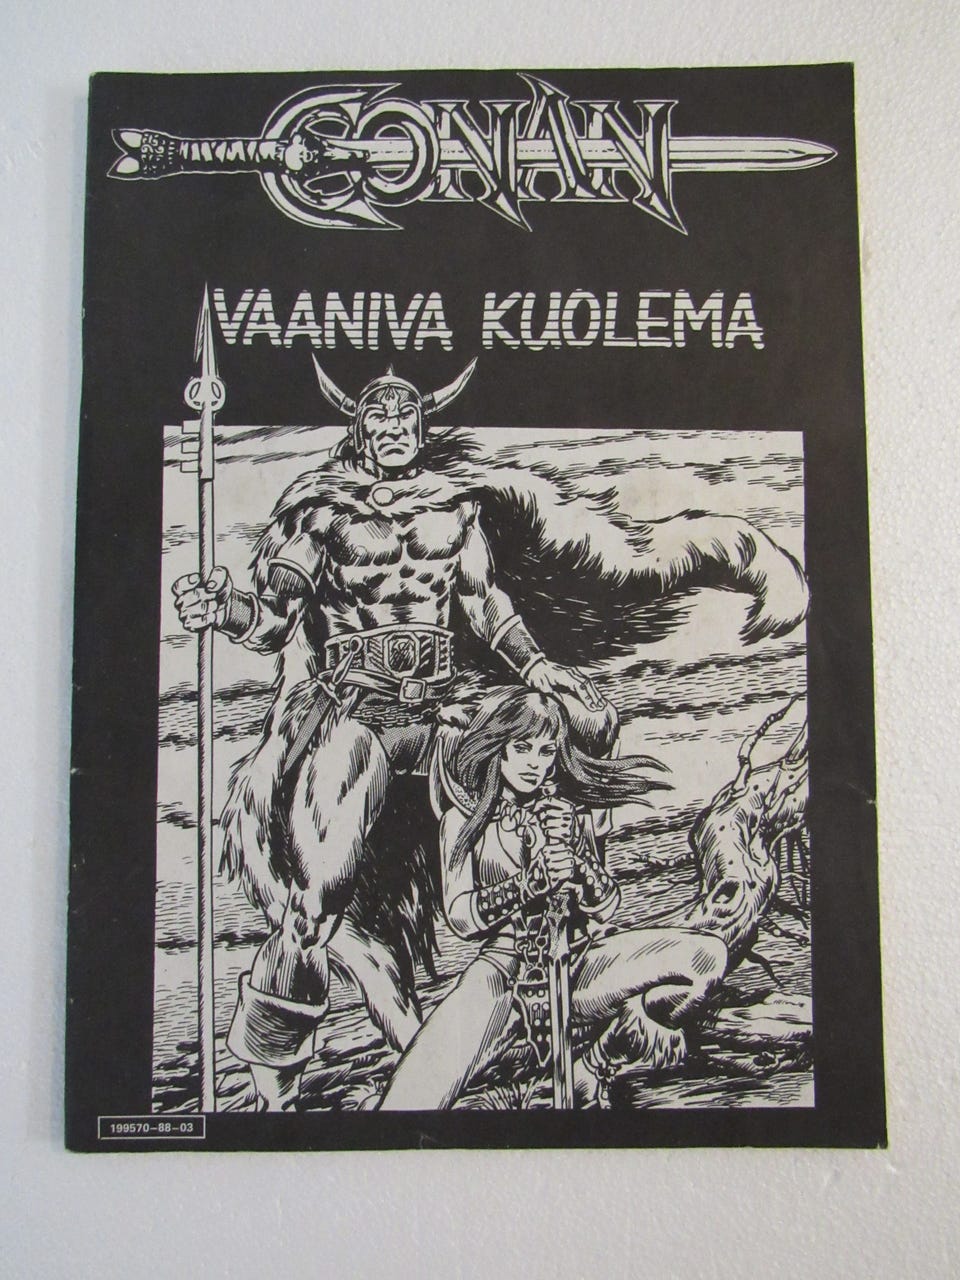 CONAN
VAANIVA KUOLEMA
199570-88-03